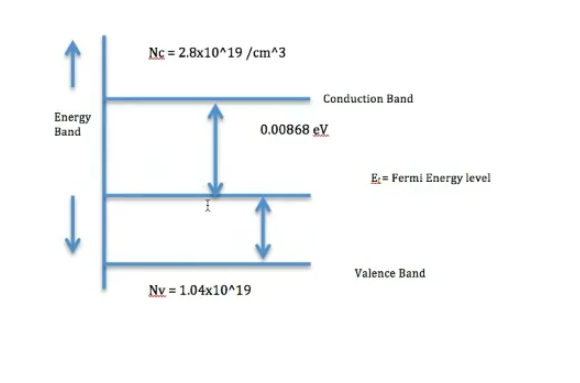 Nc = 2.8x10^19 /cm^3
Conduction Band
Energy
Band
0.00868 eV
Ef= Fermi Energy level
Valence Band
Nv = 1.04x10^19